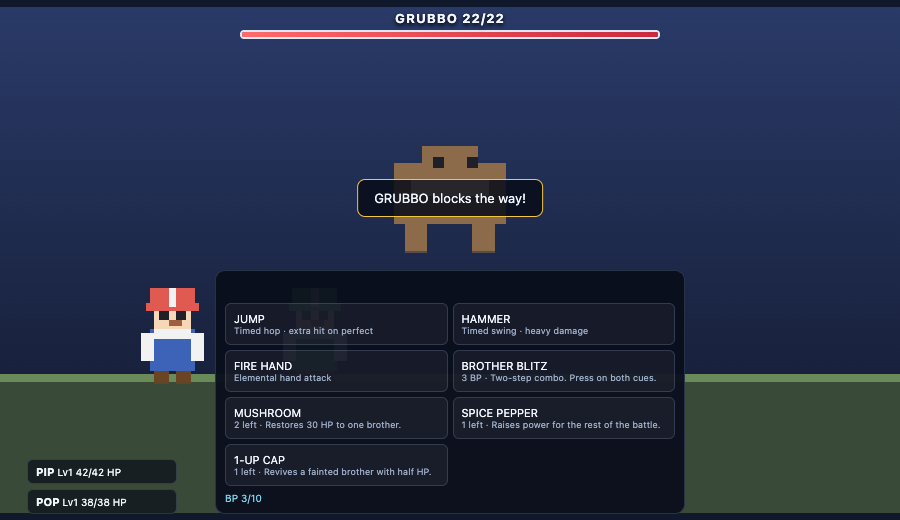 GRUBBO 22/22
GRUBBO blocks the way!
JUMP
Timed hop · extra hit on perfect
HAMMER
Timed swing · heavy damage
FIRE HAND
Elemental hand attack
BROTHER BLITZ
3 BP · Two-step combo. Press on both cues.
MUSHROOM
2 left · Restores 30 HP to one brother.
SPICE PEPPER
1 left · Raises power for the rest of the battle.
1-UP CAP
1 left · Revives a fainted brother with half HP.
BP 3/10
PIP Lv1 42/42 HP
POP Lv1 38/38 HP